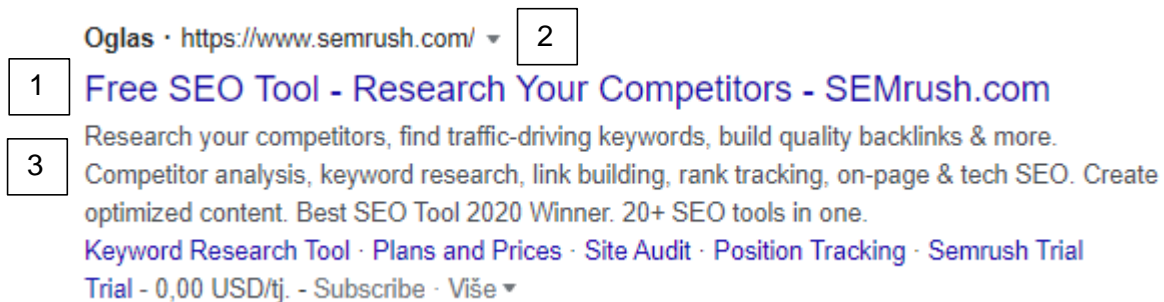 Oglas · https://www.semrush.com/ ▾ 2
1 Free SEO Tool - Research Your Competitors - SEMrush.com
Research your competitors, find traffic-driving keywords, build quality backlinks & more.
3 Competitor analysis, keyword research, link building, rank tracking, on-page & tech SEO. Create
optimized content. Best SEO Tool 2020 Winner. 20+ SEO tools in one.
Keyword Research Tool · Plans and Prices · Site Audit · Position Tracking · Semrush Trial
Trial - 0,00 USD/tj. - Subscribe · Više ▾